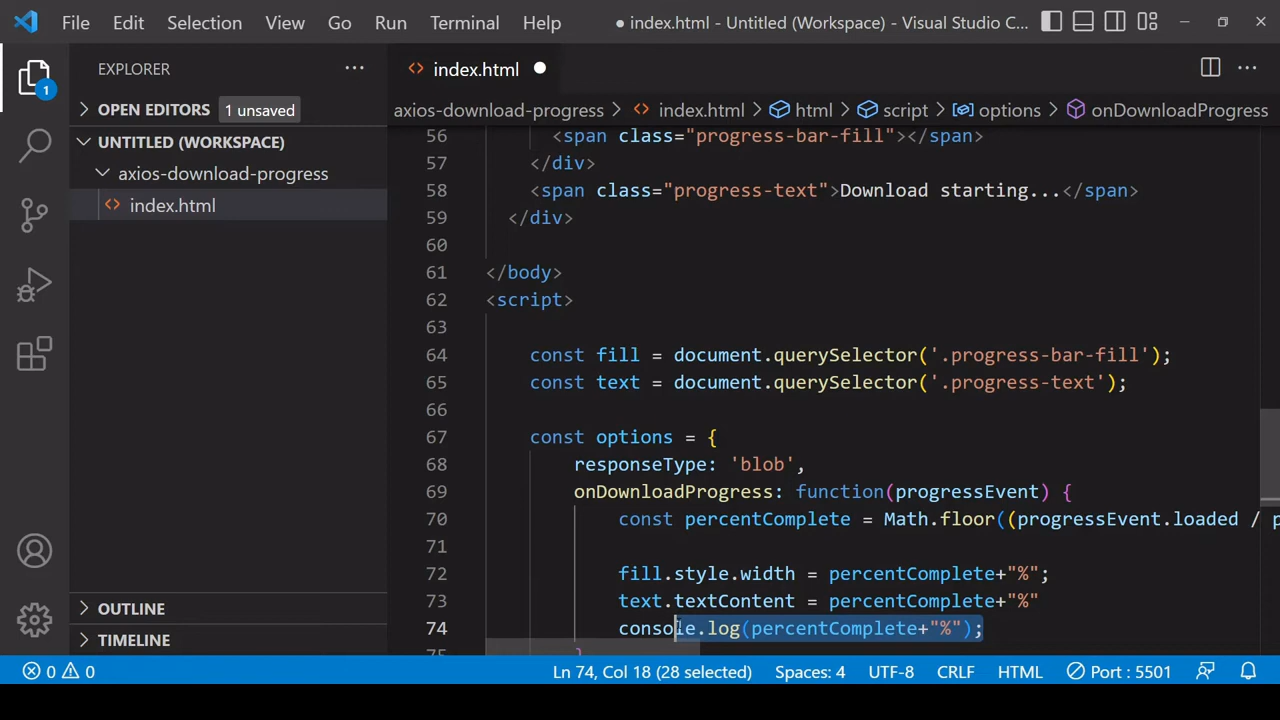 File Edit Selection View Go Run Terminal Help ● index.html - Untitled (Workspace) - Visual Studio C...
EXPLORER ...
index.html
1
OPEN EDITORS 1 unsaved
axios-download-progress > index.html > html > script > options > onDownloadProgress
UNTITLED (WORKSPACE)
axios-download-progress
index.html
56 <span class="progress-bar-fill"></span>
57 </div>
58 <span class="progress-text">Download starting...</span>
59 </div>
60
61 </body>
62 <script>
63
64 const fill = document.querySelector('.progress-bar-fill');
65 const text = document.querySelector('.progress-text');
66
67 const options = {
68 responseType: 'blob',
69 onDownloadProgress: function(progressEvent) {
70 const percentComplete = Math.floor((progressEvent.loaded / p
71
72 fill.style.width = percentComplete+"%";
73 text.textContent = percentComplete+"%"
74 console.log(percentComplete+"%");
75 }
OUTLINE
TIMELINE
0 0 Ln 74, Col 18 (28 selected) Spaces: 4 UTF-8 CRLF HTML Port : 5501